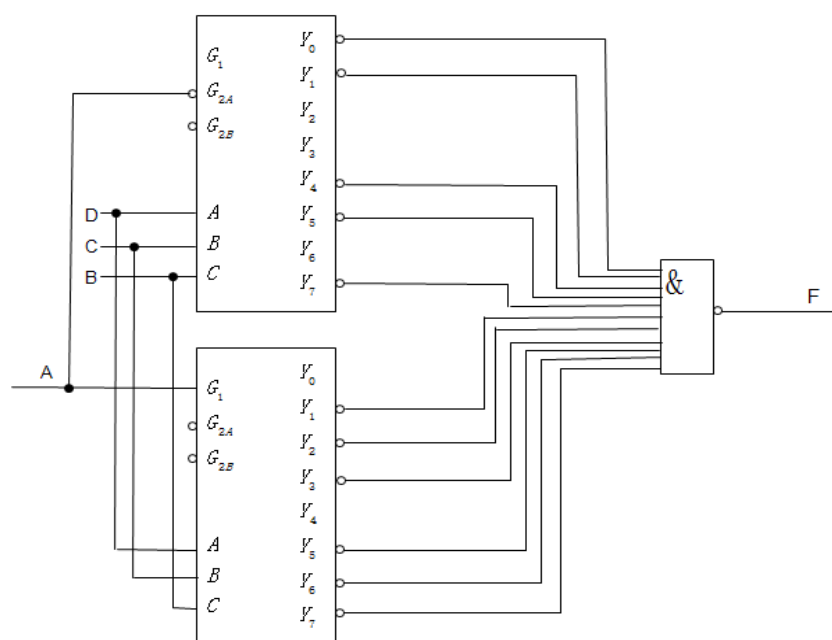 G₁
G₂A
G₂B
A
B
C
Y₀
Y₁
Y₂
Y₃
Y₄
Y₅
Y₆
Y₇
D
C
B
A
&
F
G₁
G₂A
G₂B
A
B
C
Y₀
Y₁
Y₂
Y₃
Y₄
Y₅
Y₆
Y₇